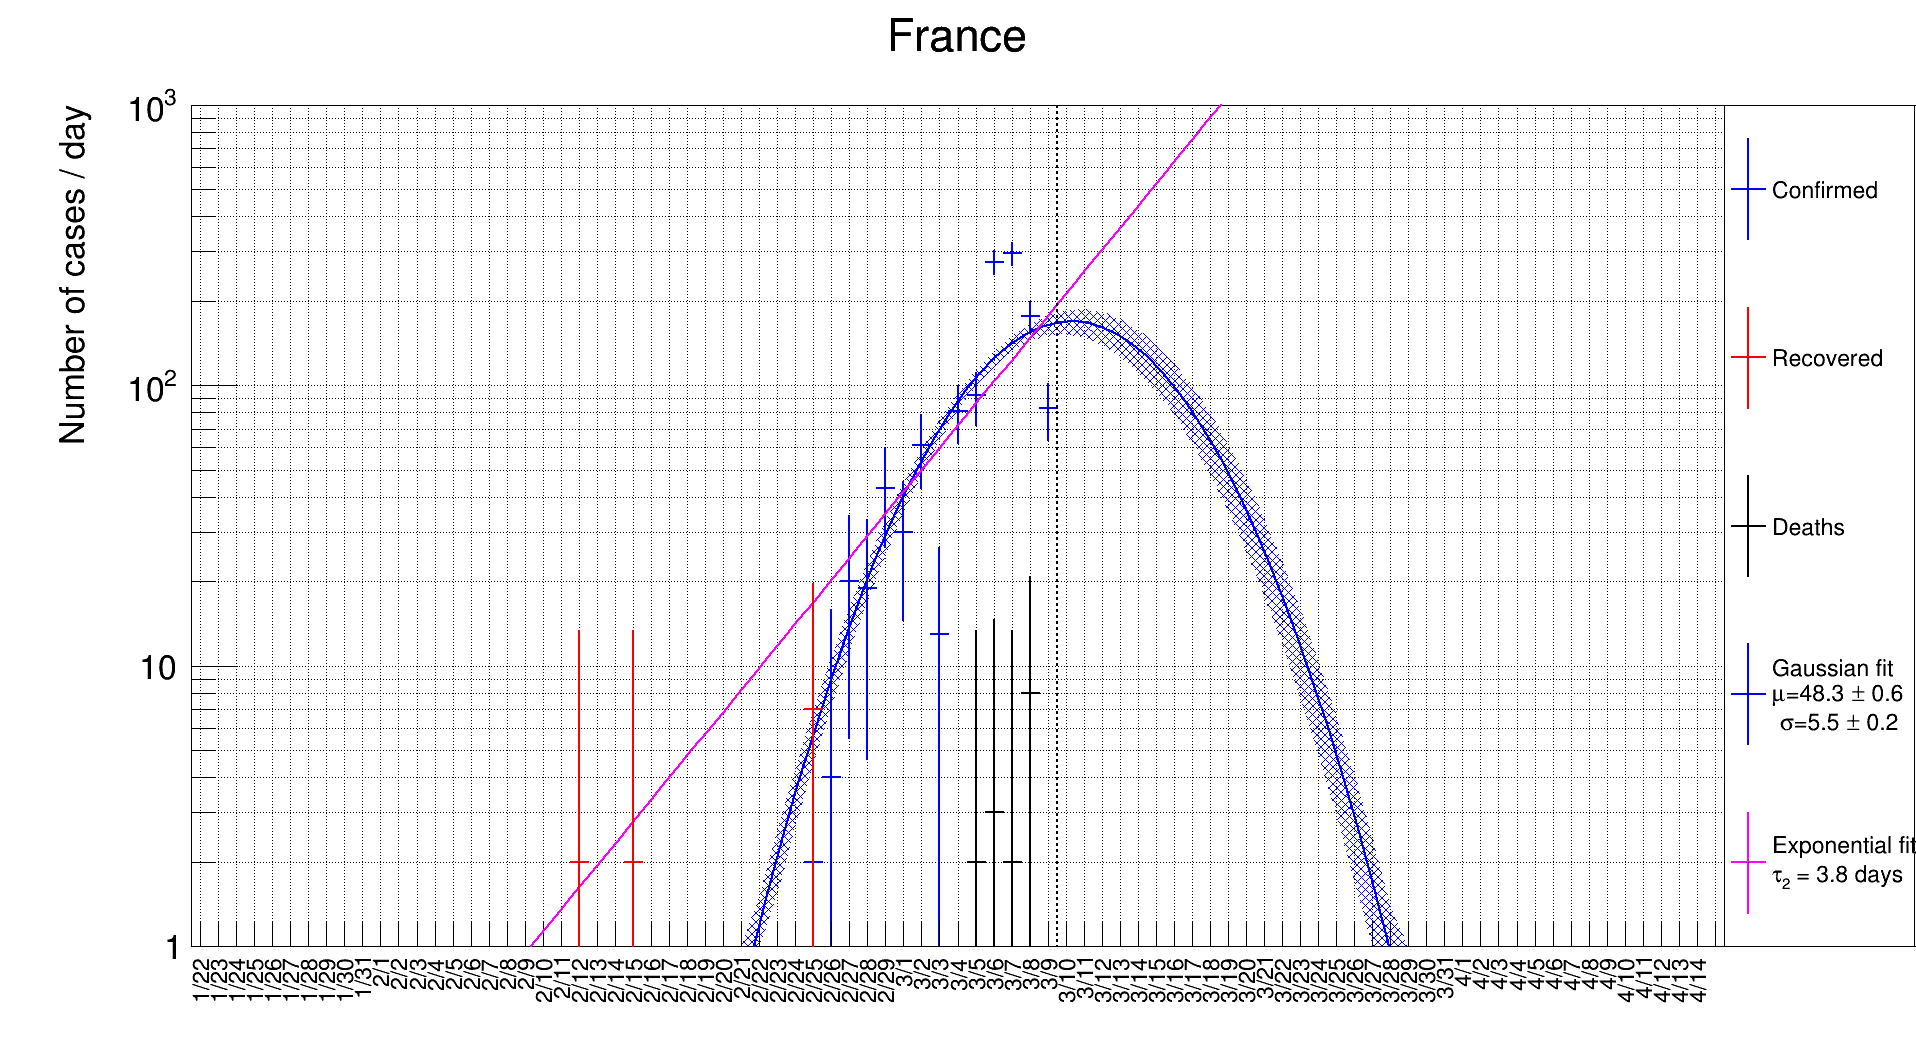 France
Number of cases / day
10³
10²
10
1
1/22 1/23 1/24 1/25 1/26 1/27 1/28 1/29 1/30 1/31 2/1 2/2 2/3 2/4 2/5 2/6 2/7 2/8 2/9 2/10 2/11 2/12 2/13 2/14 2/15 2/16 2/17 2/18 2/19 2/20 2/21 2/22 2/23 2/24 2/25 2/26 2/27 2/28 2/29 3/1 3/2 3/3 3/4 3/5 3/6 3/7 3/8 3/9 3/10 3/11 3/12 3/13 3/14 3/15 3/16 3/17 3/18 3/19 3/20 3/21 3/22 3/23 3/24 3/25 3/26 3/27 3/28 3/29 3/30 3/31 4/1 4/2 4/3 4/4 4/5 4/6 4/7 4/8 4/9 4/10 4/11 4/12 4/13 4/14
Confirmed
Recovered
Deaths
Gaussian fit
μ=48.3 ± 0.6
σ=5.5 ± 0.2
Exponential fit
τ₂ = 3.8 days